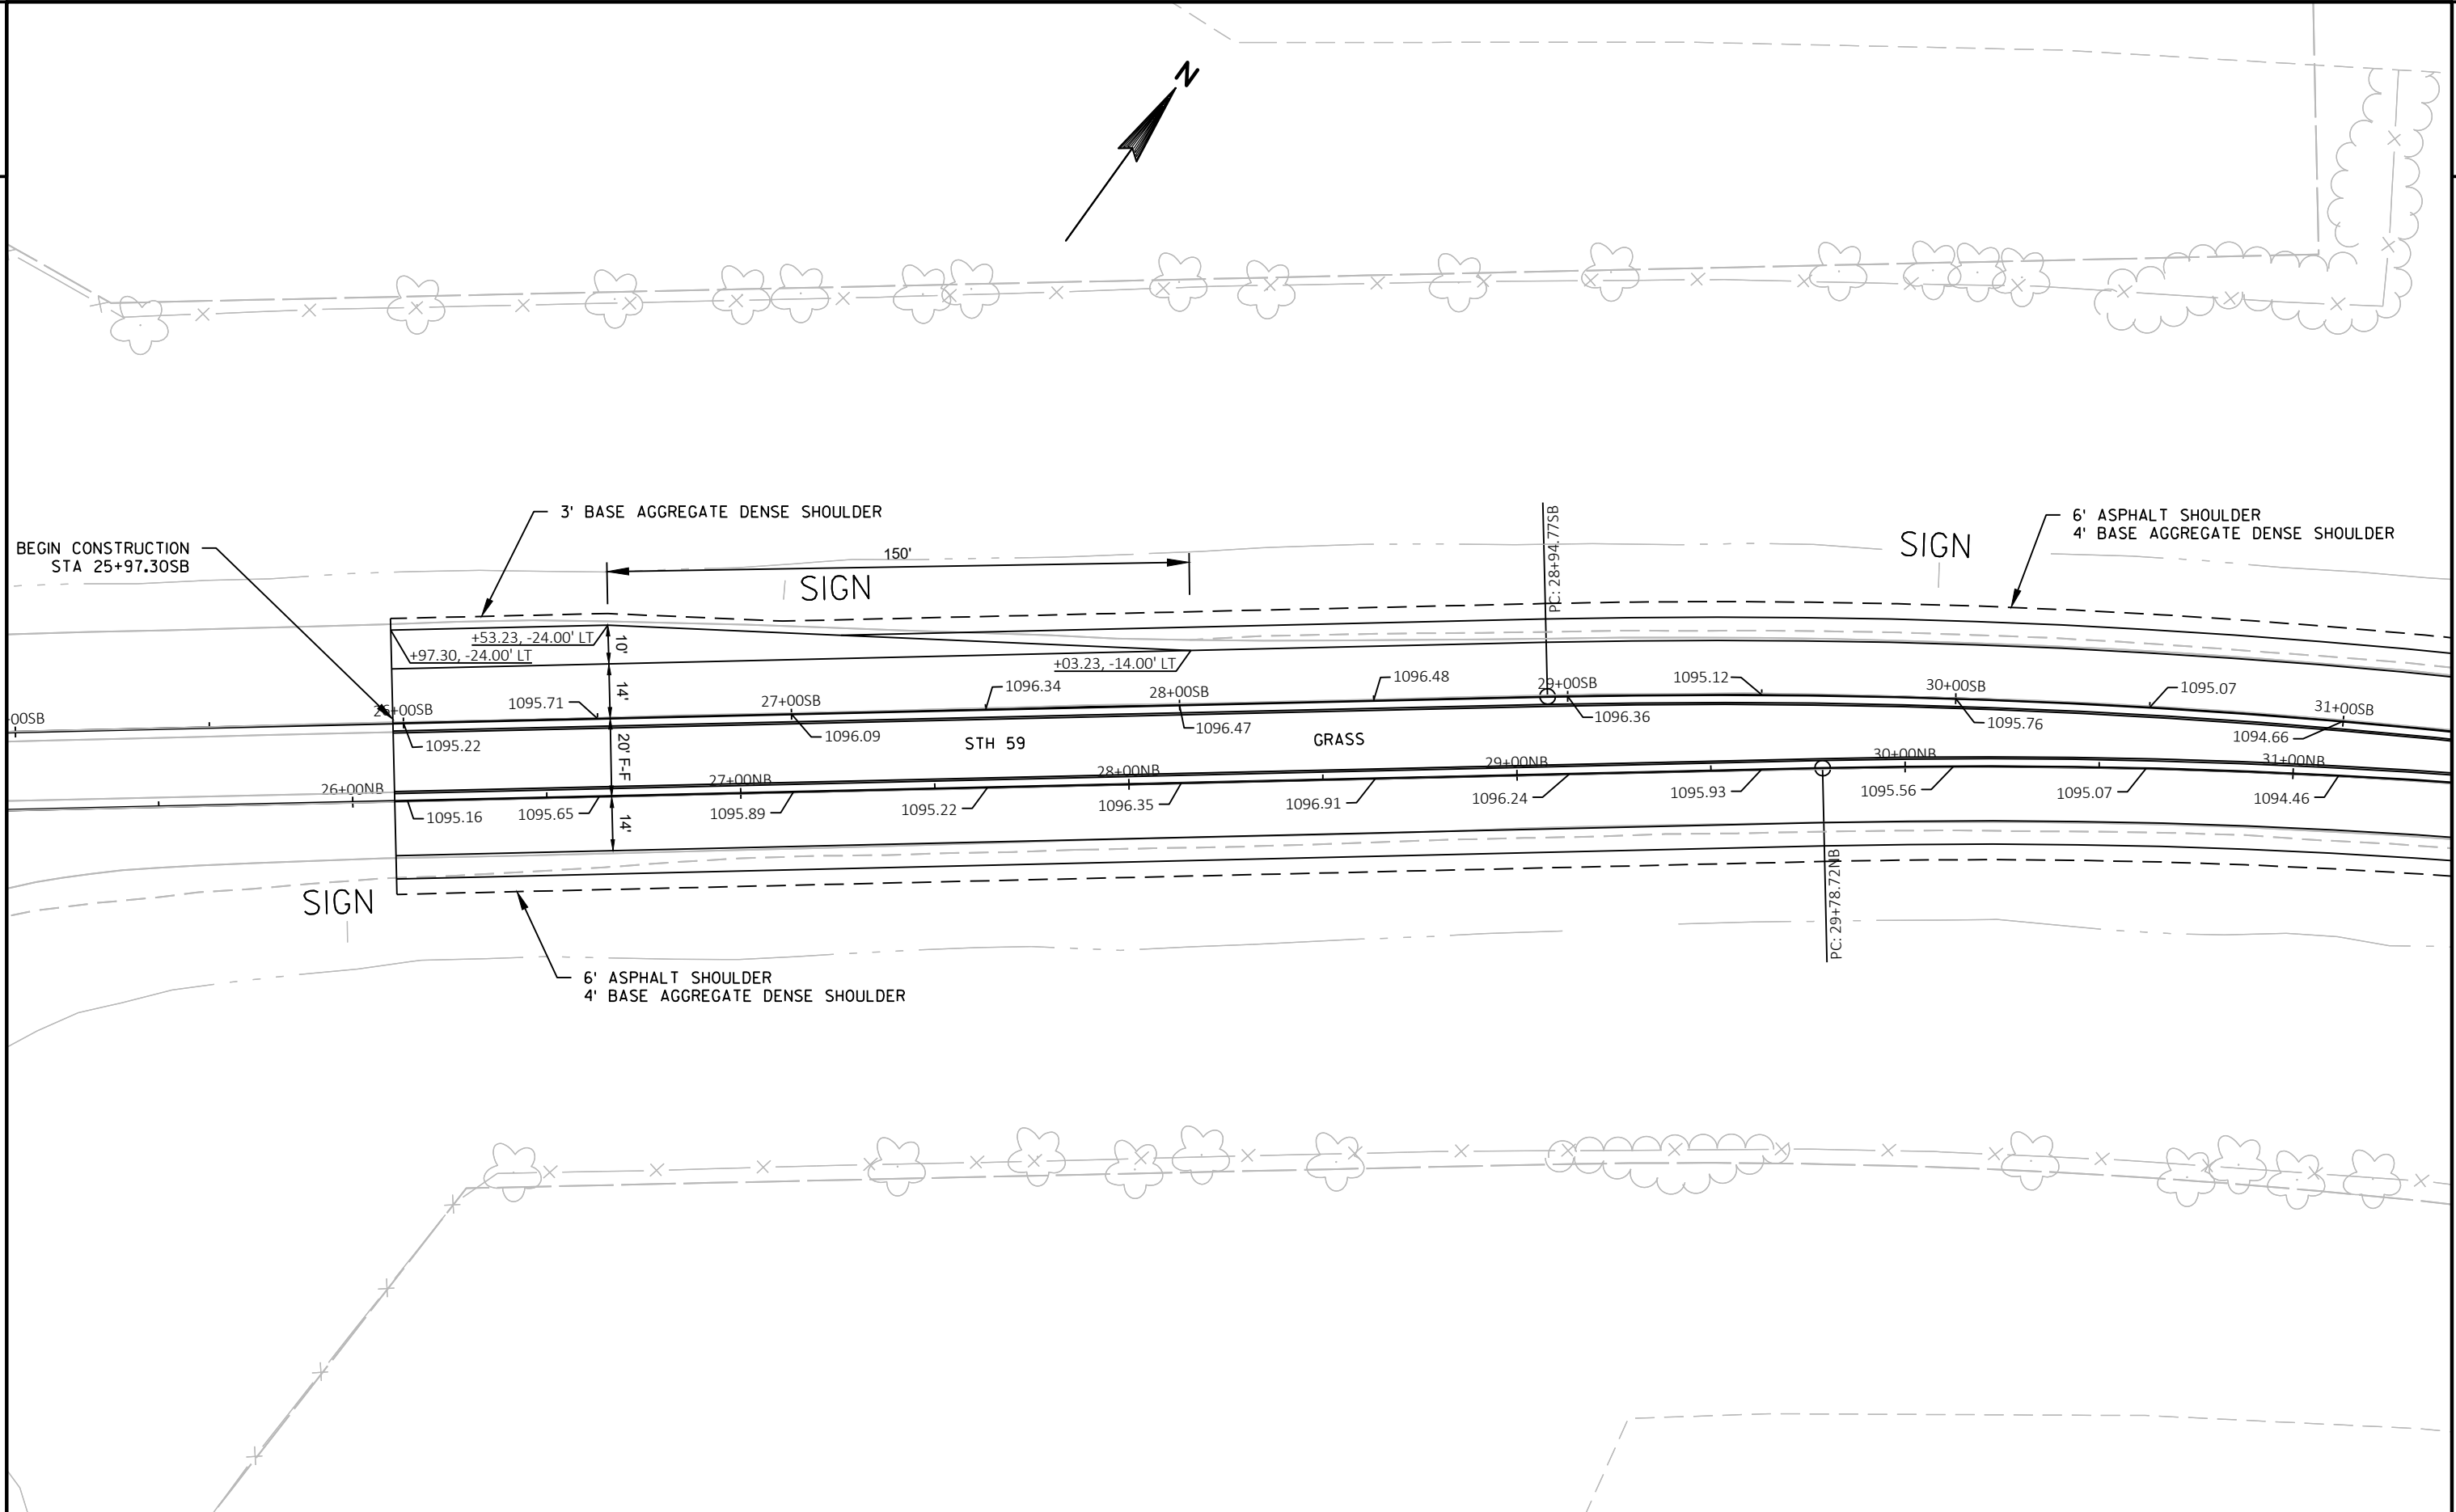 N
3' BASE AGGREGATE DENSE SHOULDER
6' ASPHALT SHOULDER
4' BASE AGGREGATE DENSE SHOULDER
BEGIN CONSTRUCTION
STA 25+97.30SB
150'
SIGN
SIGN
PC: 28+94.77SB
+53.23, -24.00' LT
+97.30, -24.00' LT
10'
+03.23, -14.00' LT
14'
+00SB
26+00SB
1095.71
27+00SB
1096.34
28+00SB
1096.48
29+00SB
1095.12
30+00SB
1095.07
31+00SB
1095.22
1096.09
1096.47
1096.36
1095.76
1094.66
20' F-F
STH 59
GRASS
26+00NB
27+00NB
28+00NB
29+00NB
30+00NB
31+00NB
1095.16
1095.65
1095.89
1095.22
1096.35
1096.91
1096.24
1095.93
1095.56
1095.07
1094.46
14'
SIGN
PC: 29+78.72NB
6' ASPHALT SHOULDER
4' BASE AGGREGATE DENSE SHOULDER